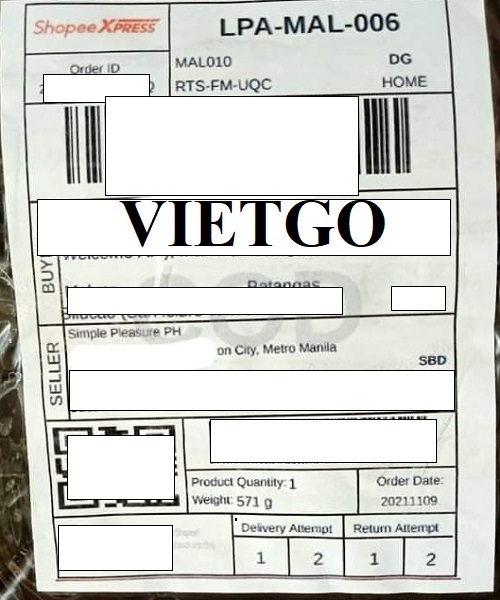 Shopee XPRESS
LPA-MAL-006
Order ID
MAL010
DG
RTS-FM-UQC
HOME
VIETGO
BUY
Batangas
COD
SELLER
Simple Pleasure PH
on City, Metro Manila
SBD
Product Quantity: 1
Weight: 571 g
Order Date:
20211109
Delivery Attempt
Return Attempt
1 2 1 2